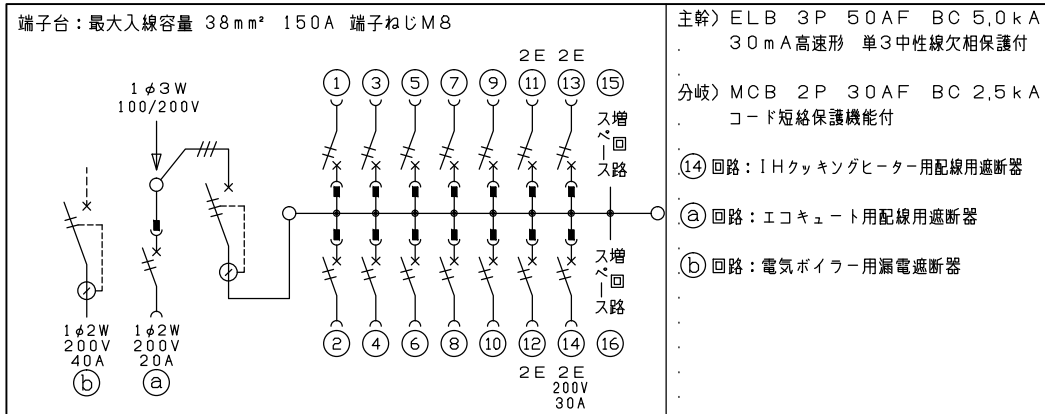 端子台：最大入線容量 38mm² 150A 端子ねじM8
2E 2E
① ③ ⑤ ⑦ ⑨ ⑪ ⑬ ⑮
1φ3W
100/200V
増回路スペース
増回路スペース
② ④ ⑥ ⑧ ⑩ ⑫ ⑭ ⑯
2E 2E
200V
30A
1φ2W
200V
40A
ⓑ
1φ2W
200V
20A
ⓐ
主幹）ELB 3P 50AF BC 5,0kA
30mA高速形 単3中性線欠相保護付
分岐）MCB 2P 30AF BC 2,5kA
コード短絡保護機能付
⑭回路：IHクッキングヒーター用配線用遮断器
ⓐ回路：エコキュート用配線用遮断器
ⓑ回路：電気ボイラー用漏電遮断器